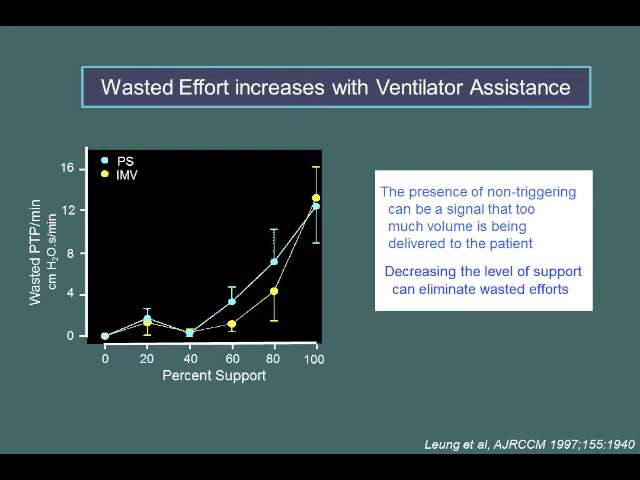 Wasted Effort increases with Ventilator Assistance
PS
IMV
16
12
8
4
0
Wasted PTP/min
cm H₂O.s/min
0 20 40 60 80 100
Percent Support
The presence of non-triggering
can be a signal that too
much volume is being
delivered to the patient
Decreasing the level of support
can eliminate wasted efforts
Leung et al, AJRCCM 1997;155:1940